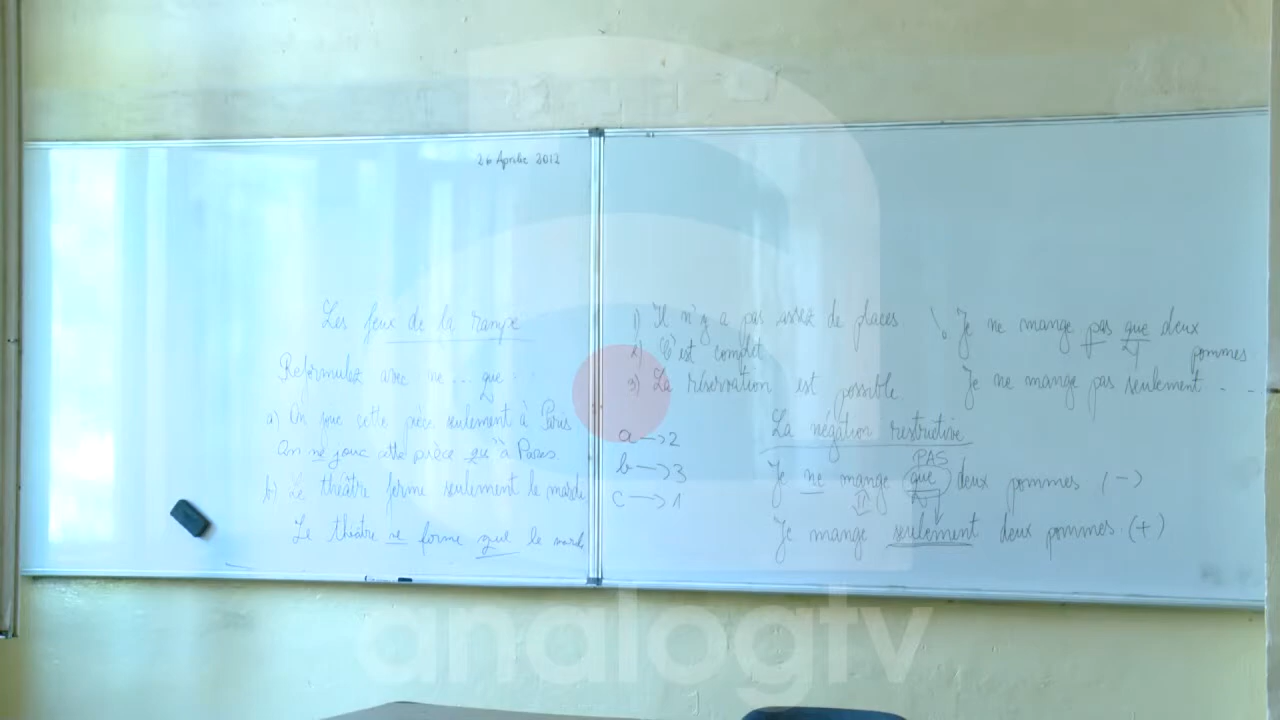 26 Aprilie 2012
Les feux de la rampe
Reformulez avec ne... que...
a) On joue cette pièce seulement à Paris
On ne joue cette pièce qu'à Paris.
b) Le théâtre ferme seulement le mardi
Le théâtre ne ferme que le mardi
1) Il n'y a pas assez de places
2) C'est complet
3) La réservation est possible
a → 2
b → 3
c → 1
Je ne mange pas que deux
pommes
Je ne mange pas seulement...
La négation restrictive
PAS
Je ne mange que deux pommes (-)
Je mange seulement deux pommes. (+)
analogtv